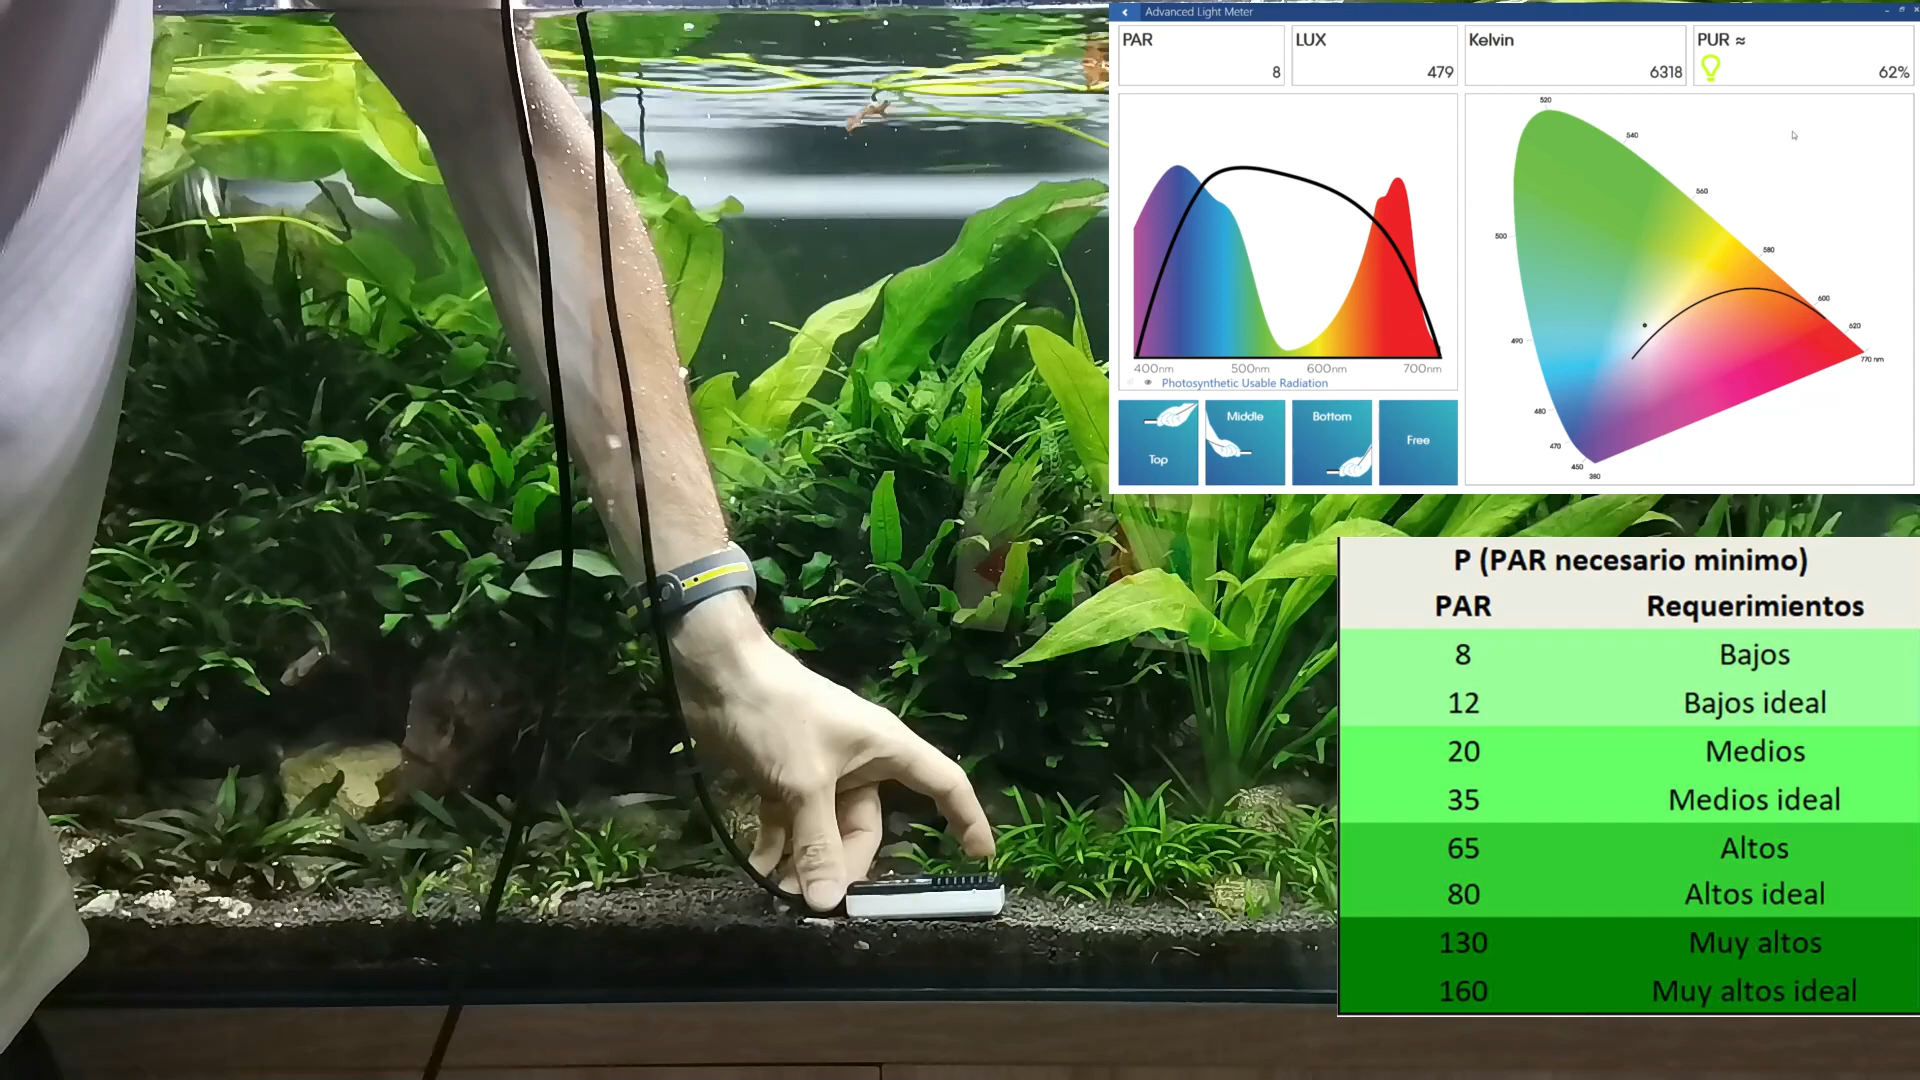 Advanced Light Meter
PAR
8
LUX
479
Kelvin
6318
PUR ≈
62%
400nm 500nm 600nm 700nm
Photosynthetic Usable Radiation
Top
Middle
Bottom
Free
520
540
560
500
580
600
620
490
770 nm
480
470
450
380
P (PAR necesario minimo)
PAR Requerimientos
8 Bajos
12 Bajos ideal
20 Medios
35 Medios ideal
65 Altos
80 Altos ideal
130 Muy altos
160 Muy altos ideal